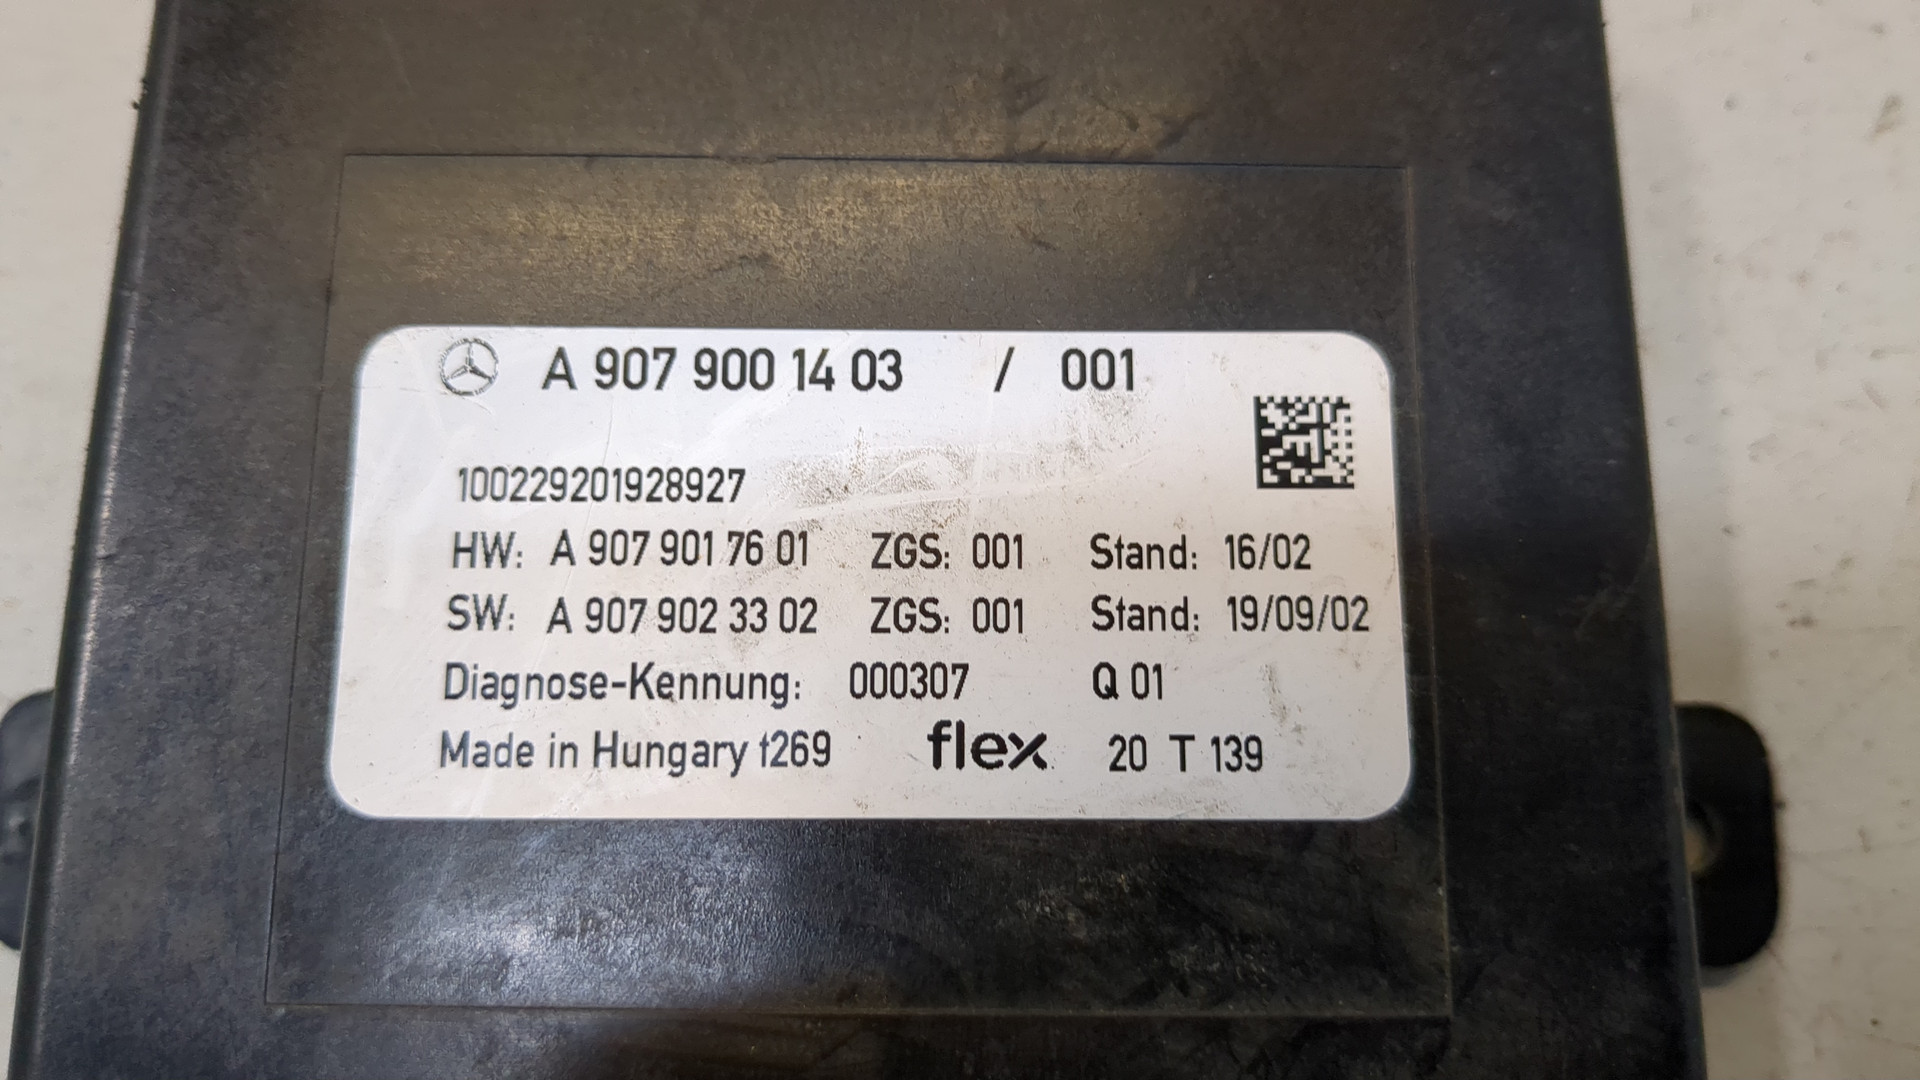 A 907 900 14 03 / 001
100229201928927
HW: A 907 901 76 01 ZGS: 001 Stand: 16/02
SW: A 907 902 33 02 ZGS: 001 Stand: 19/09/02
Diagnose-Kennung: 000307 Q 01
Made in Hungary t269 flex 20 T 139